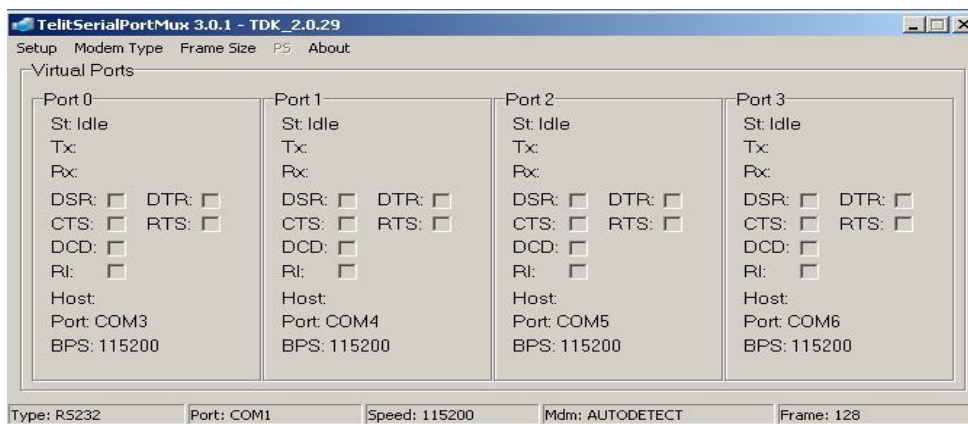 TelitSerialPortMux 3.0.1 - TDK_2.0.29
Setup Modem Type Frame Size PS About
Virtual Ports
Port 0
St: Idle
Tx:
Rx:
DSR: DTR:
CTS: RTS:
DCD:
RI:
Host:
Port: COM3
BPS: 115200
Port 1
St: Idle
Tx:
Rx:
DSR: DTR:
CTS: RTS:
DCD:
RI:
Host:
Port: COM4
BPS: 115200
Port 2
St: Idle
Tx:
Rx:
DSR: DTR:
CTS: RTS:
DCD:
RI:
Host:
Port: COM5
BPS: 115200
Port 3
St: Idle
Tx:
Rx:
DSR: DTR:
CTS: RTS:
DCD:
RI:
Host:
Port: COM6
BPS: 115200
Type: RS232 Port: COM1 Speed: 115200 Mdm: AUTODETECT Frame: 128